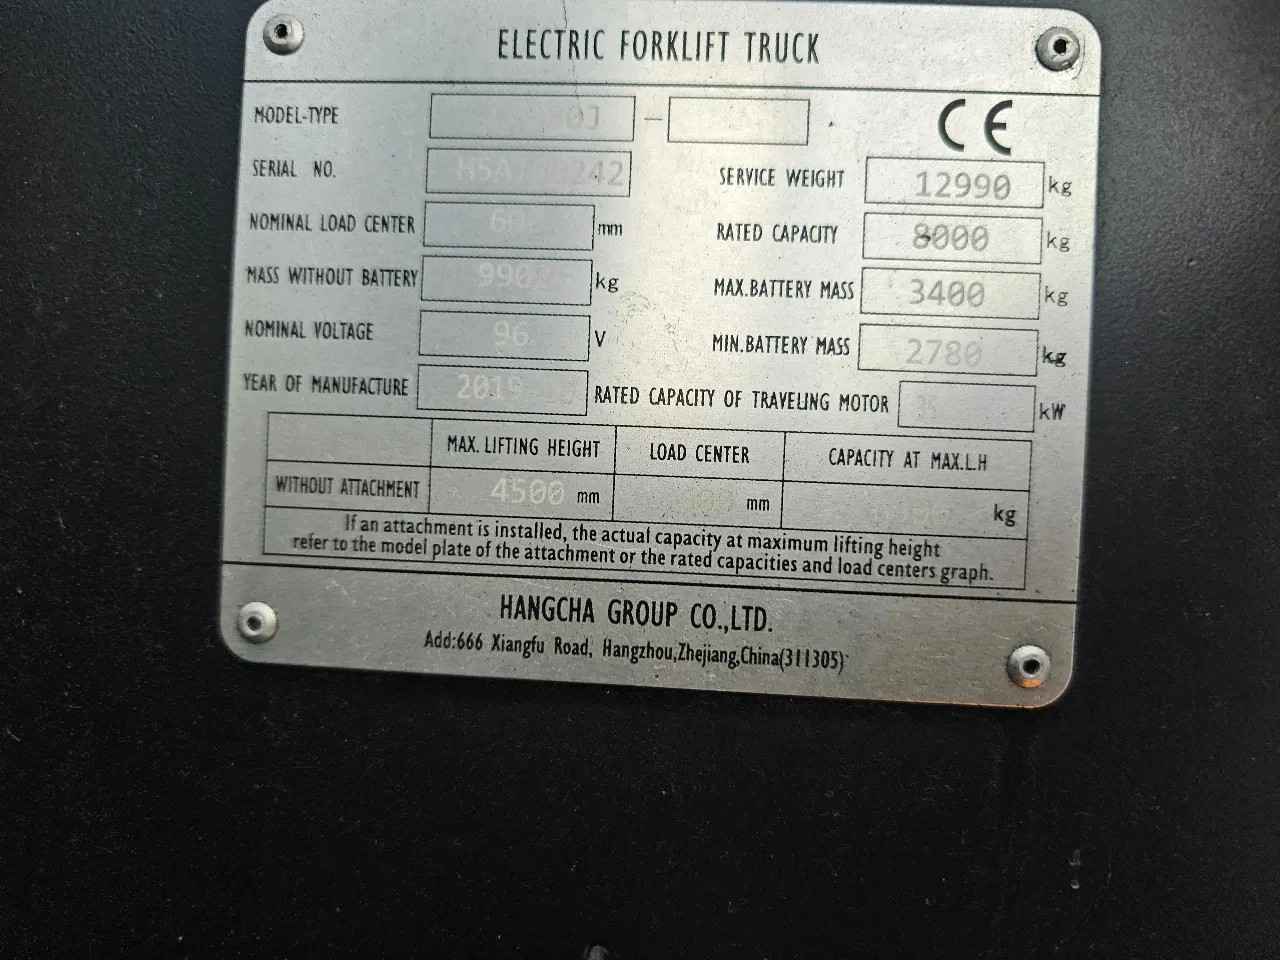 ELECTRIC FORKLIFT TRUCK
MODEL-TYPE - CE
SERIAL NO. SERVICE WEIGHT 12990 kg
NOMINAL LOAD CENTER mm RATED CAPACITY 8000 kg
MASS WITHOUT BATTERY kg MAX.BATTERY MASS 3400 kg
NOMINAL VOLTAGE 96 V MIN.BATTERY MASS 2780 kg
YEAR OF MANUFACTURE RATED CAPACITY OF TRAVELING MOTOR kW
MAX. LIFTING HEIGHT LOAD CENTER CAPACITY AT MAX.L.H
WITHOUT ATTACHMENT 4500 mm mm kg
If an attachment is installed, the actual capacity at maximum lifting height
refer to the model plate of the attachment or the rated capacities and load centers graph.
HANGCHA GROUP CO.,LTD.
Add:666 Xiangfu Road, Hangzhou,Zhejiang,China(311305)